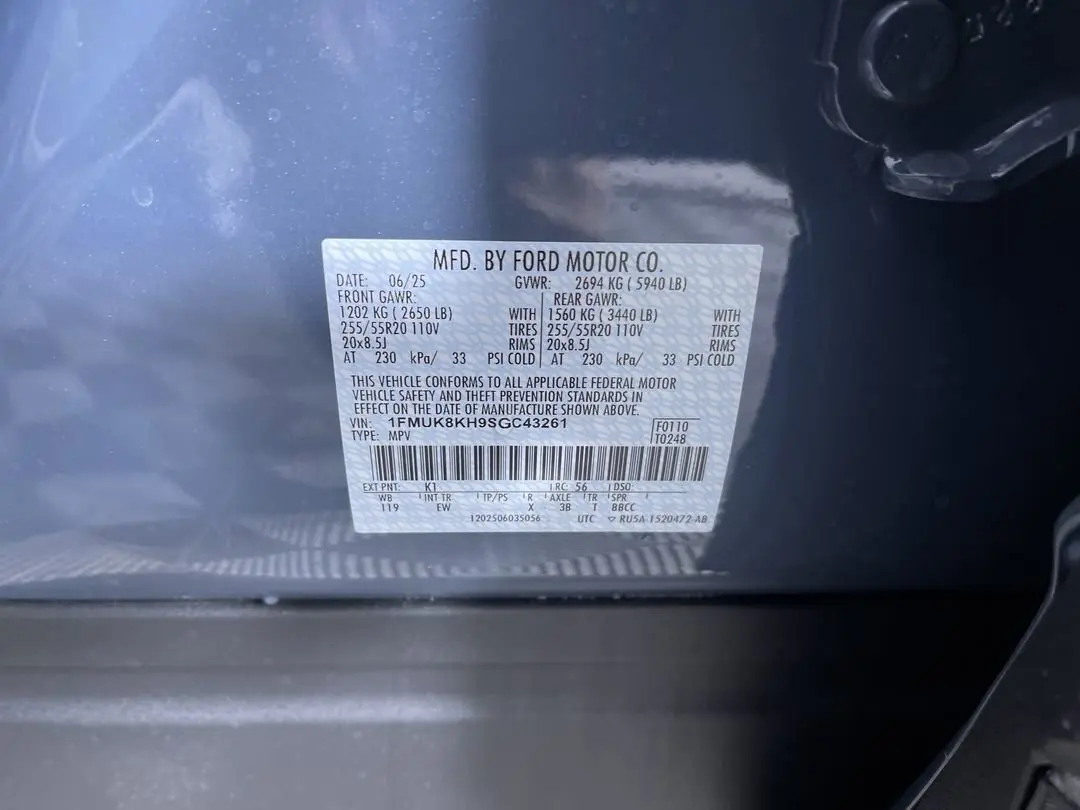 MFD. BY FORD MOTOR CO.
DATE: 06/25 GVWR: 2694 KG ( 5940 LB)
FRONT GAWR: REAR GAWR:
1202 KG ( 2650 LB) WITH 1560 KG ( 3440 LB) WITH
255/55R20 110V TIRES 255/55R20 110V TIRES
20x8.5J RIMS 20x8.5J RIMS
AT 230 kPa/ 33 PSI COLD AT 230 kPa/ 33 PSI COLD
THIS VEHICLE CONFORMS TO ALL APPLICABLE FEDERAL MOTOR
VEHICLE SAFETY AND THEFT PREVENTION STANDARDS IN
EFFECT ON THE DATE OF MANUFACTURE SHOWN ABOVE.
VIN: 1FMUK8KH9SGC43261 F0110
TYPE: MPV T0248
EXT PNT: K1 RC: 56 DSO:
WB INT TR TP/PS R AXLE TR SPR
119 EW X 3B T BBCC
1202506035056 UTC ▽ RU5A-1520472-AB